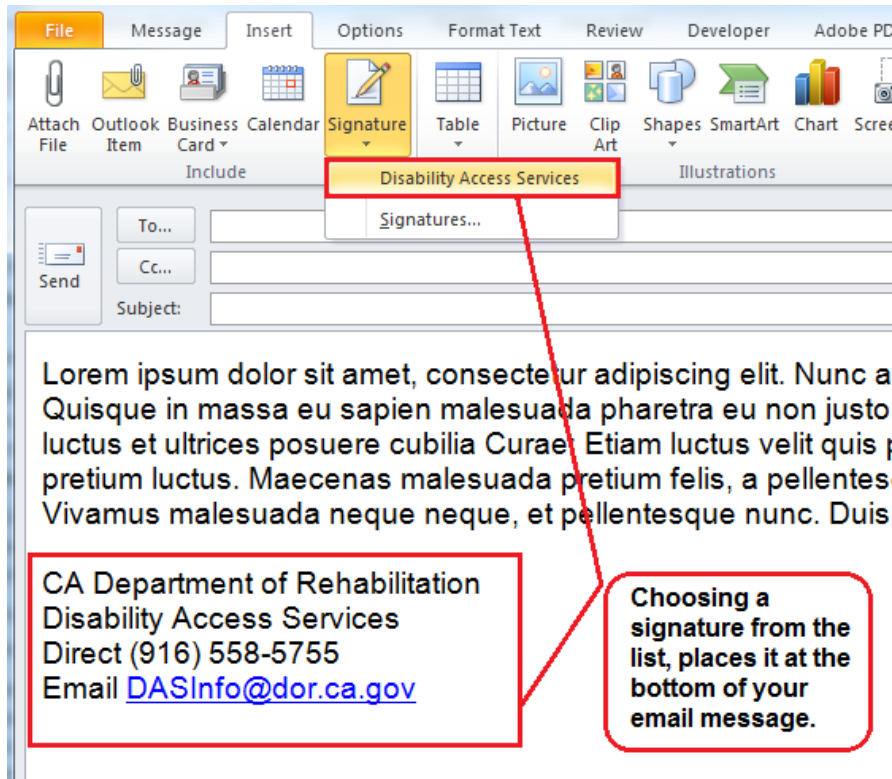 File Message Insert Options Format Text Review Developer Adobe PD
Attach File Outlook Item Business Card Calendar Signature Table Picture Clip Art Shapes SmartArt Chart Scree
Include Illustrations
Disability Access Services
Signatures...
Send
To...
Cc...
Subject:
Lorem ipsum dolor sit amet, consectetur adipiscing elit. Nunc a
Quisque in massa eu sapien malesuada pharetra eu non justo
luctus et ultrices posuere cubilia Curae; Etiam luctus velit quis p
pretium luctus. Maecenas malesuada pretium felis, a pellentes
Vivamus malesuada neque neque, et pellentesque nunc. Duis
CA Department of Rehabilitation
Disability Access Services
Direct (916) 558-5755
Email DASInfo@dor.ca.gov
Choosing a
signature from the
list, places it at the
bottom of your
email message.